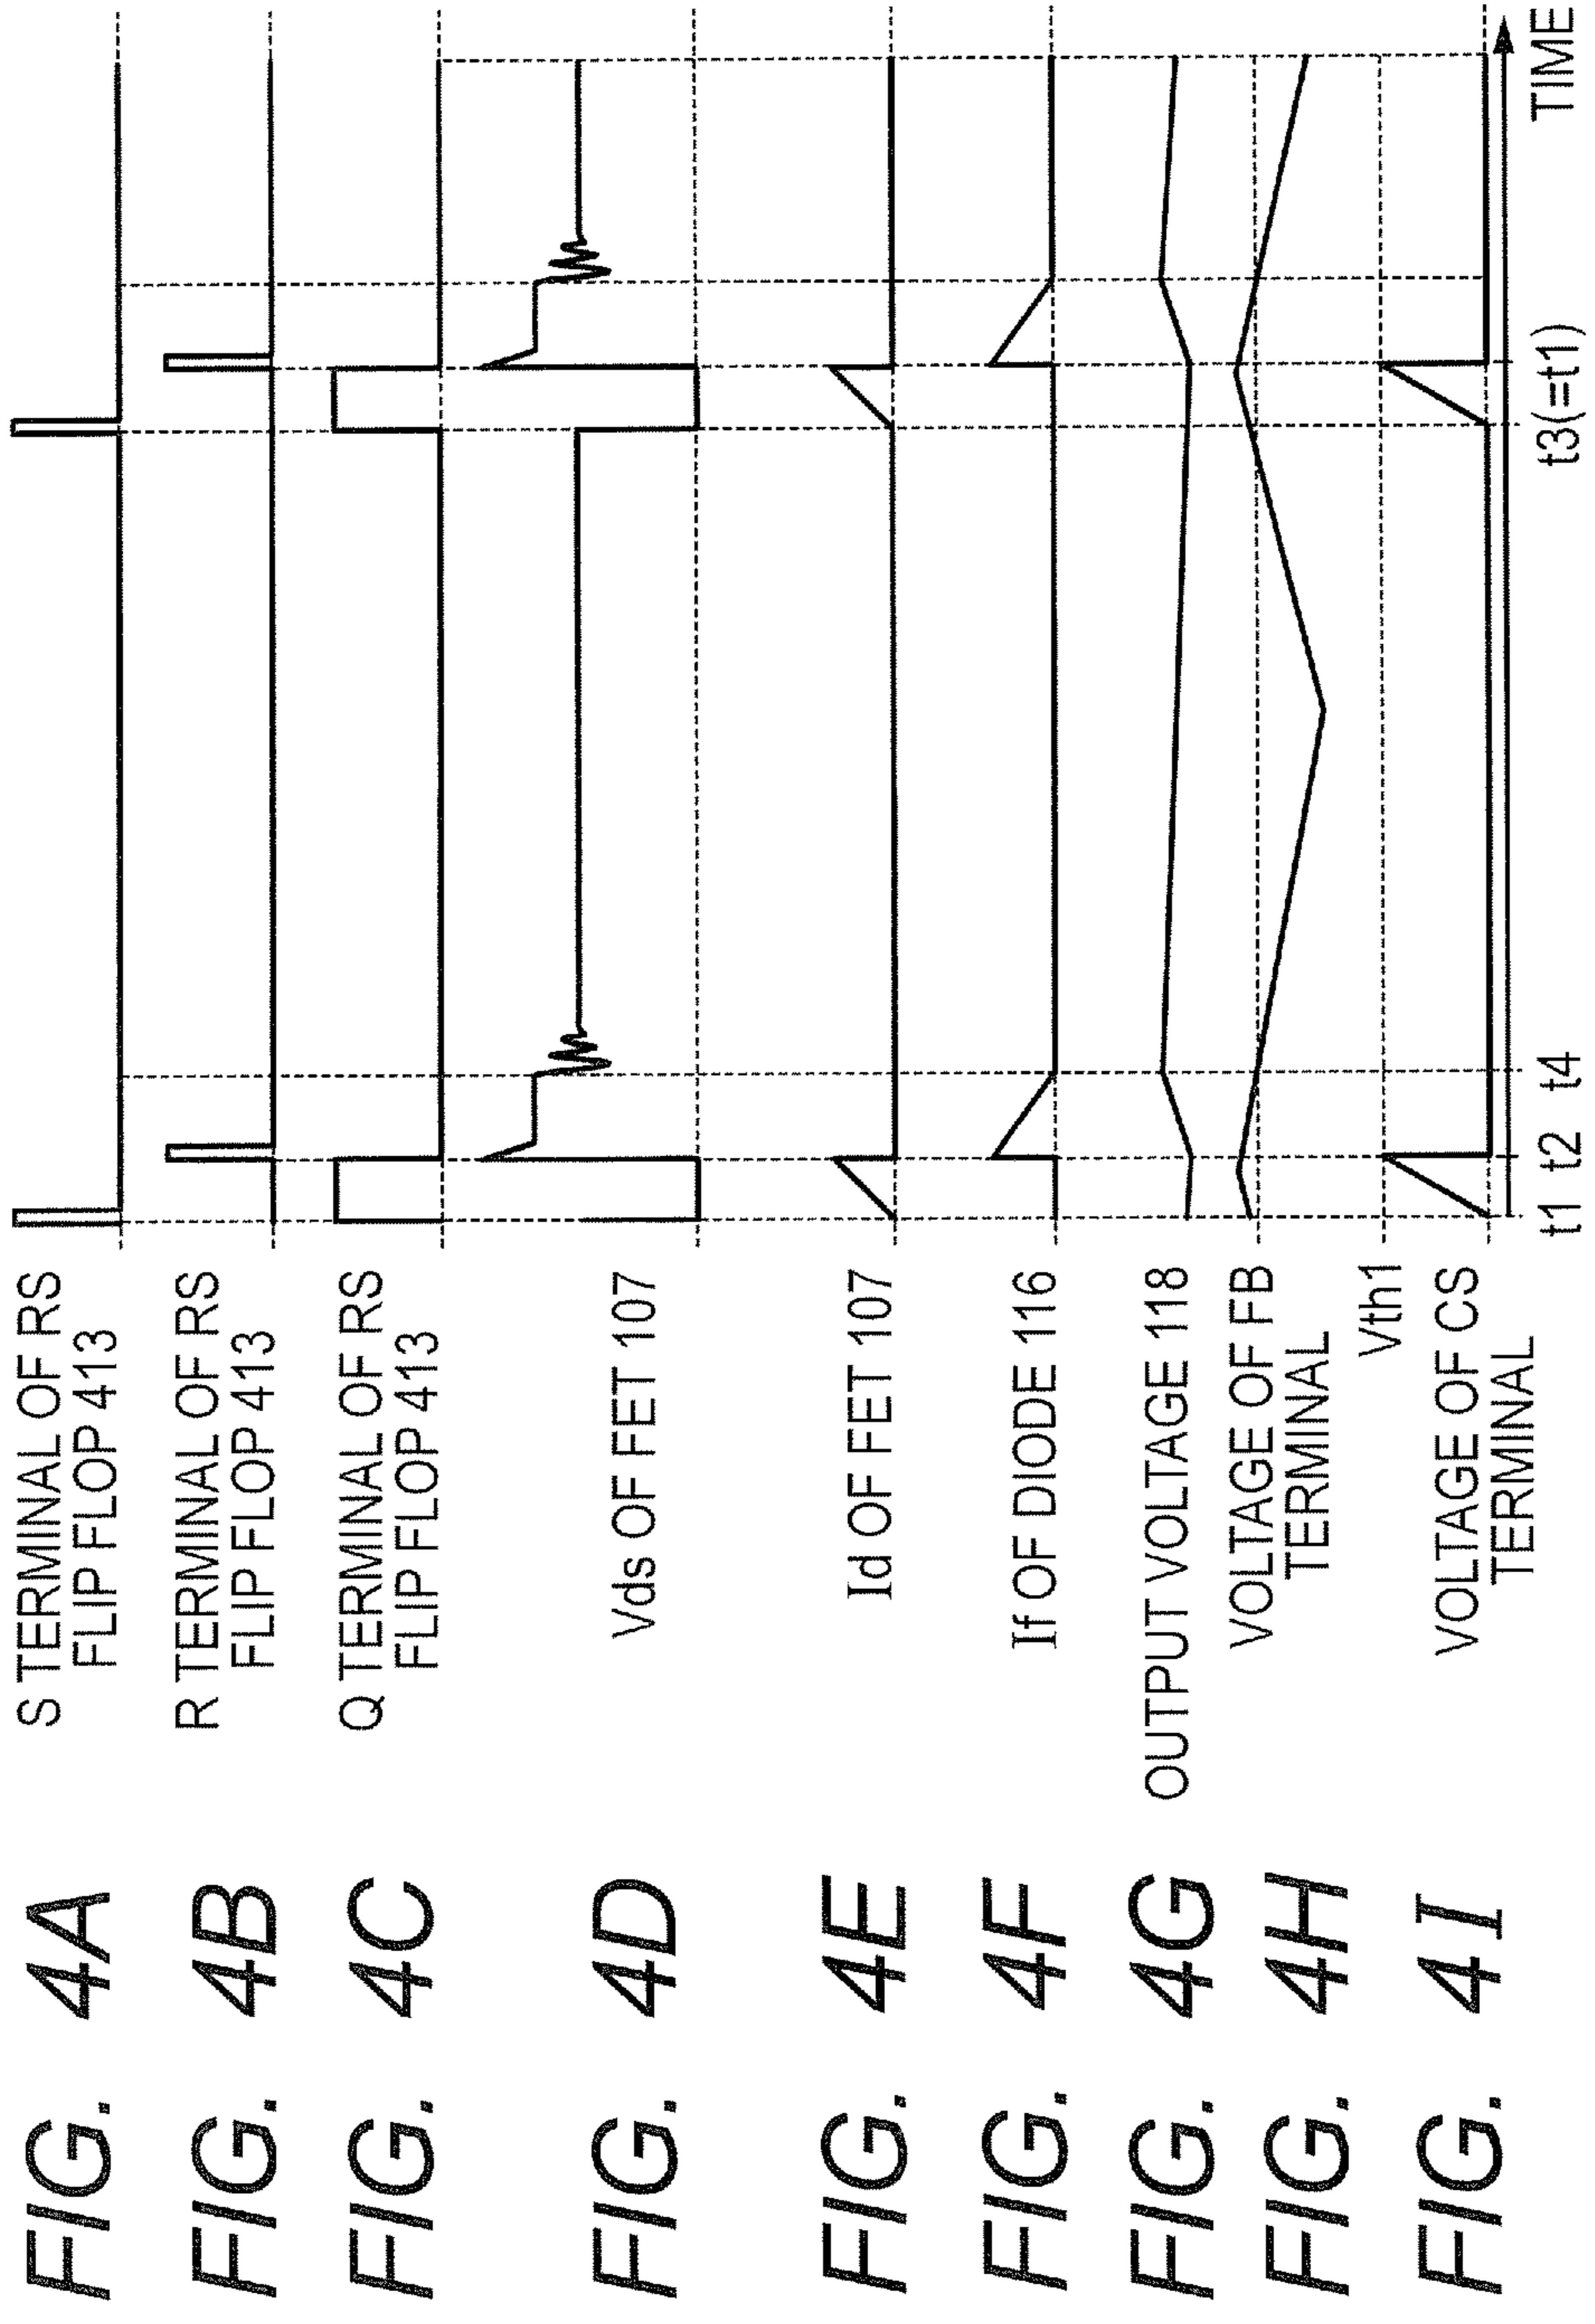 FIG. 4A
S TERMINAL OF RS
FLIP FLOP 413
FIG. 4B
R TERMINAL OF RS
FLIP FLOP 413
FIG. 4C
Q TERMINAL OF RS
FLIP FLOP 413
FIG. 4D
Vds OF FET 107
FIG. 4E
Id OF FET 107
FIG. 4F
If OF DIODE 116
FIG. 4G
OUTPUT VOLTAGE 118
FIG. 4H
VOLTAGE OF FB
TERMINAL
Vth1
FIG. 4I
VOLTAGE OF CS
TERMINAL
t1 t2 t4 t3(=t1)
TIME